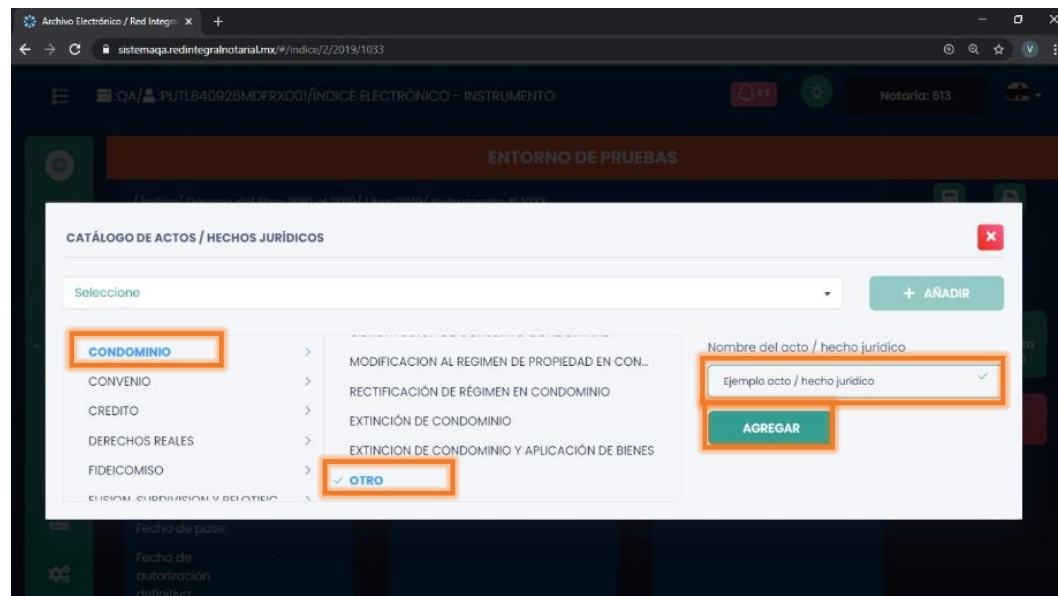 Archivo Electrónico / Red Integr
sistemaqa.redintegralnotarial.mx/#/indice/2/2019/1033
V
:QA/ :PUTL840926MDFRXD01/ÍNDICE ELECTRÓNICO - INSTRUMENTO
Notaría: 513
ENTORNO DE PRUEBAS
CATÁLOGO DE ACTOS / HECHOS JURÍDICOS
Seleccione
+ AÑADIR
CONDOMINIO
CONVENIO
CREDITO
DERECHOS REALES
FIDEICOMISO
FUSION, SUBDIVISION Y RELOTIFIC
MODIFICACION AL REGIMEN DE PROPIEDAD EN CON...
RECTIFICACIÓN DE RÉGIMEN EN CONDOMINIO
EXTINCIÓN DE CONDOMINIO
EXTINCION DE CONDOMINIO Y APLICACIÓN DE BIENES
OTRO
Nombre del acto / hecho jurídico
Ejemplo acto / hecho jurídico
AGREGAR
Fecha de pase:
Fecha de
autorización
definitiva: